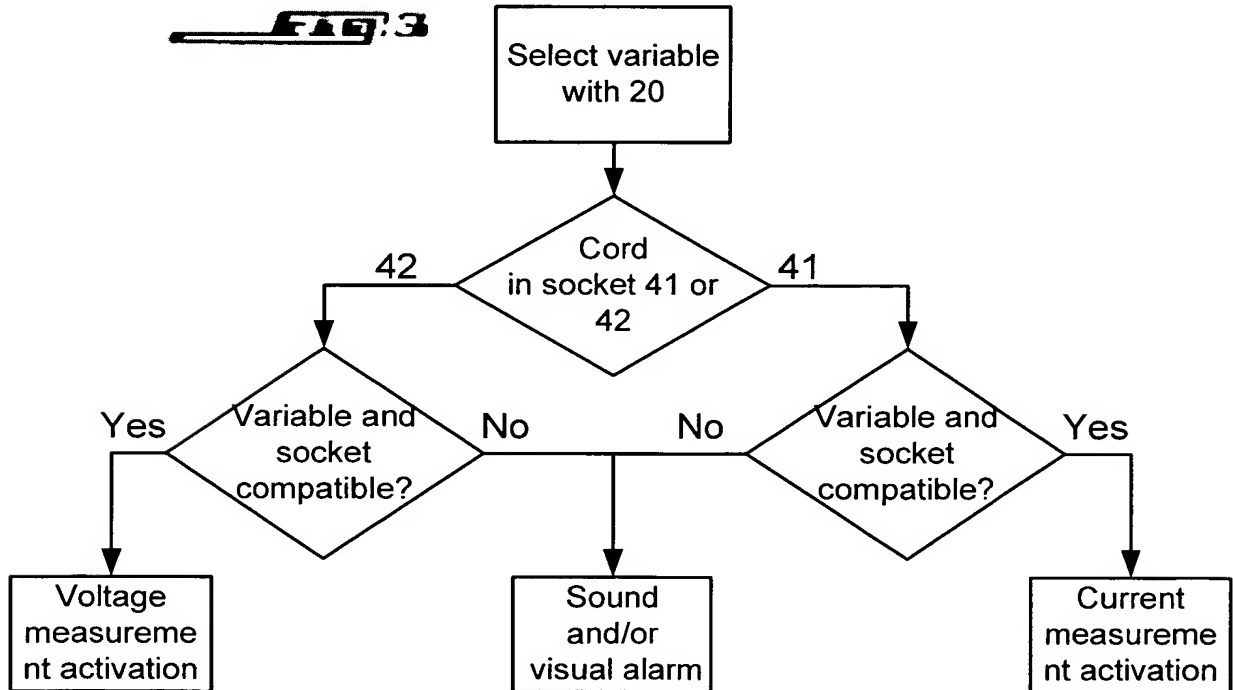 FIG. 3
Select variable
with 20
Cord
in socket 41 or
42
42
41
Variable and
socket
compatible?
Yes
No
Variable and
socket
compatible?
No
Yes
Voltage
measureme
nt activation
Sound
and/or
visual alarm
Current
measureme
nt activation